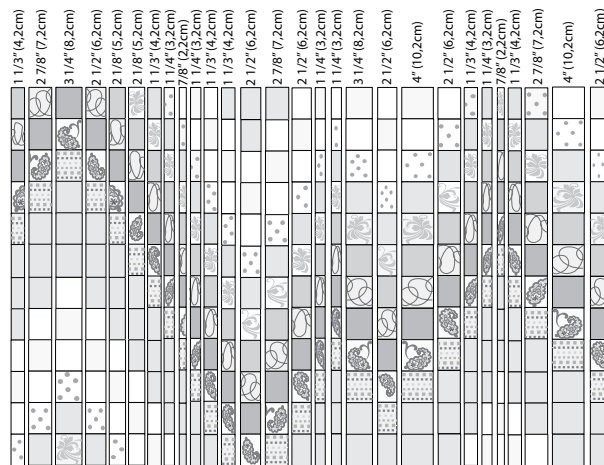 1 1/3” (4,2cm)
2 7/8” (7,2cm)
3 1/4” (8,2cm)
2 1/2” (6,2cm)
2 1/8” (5,2cm)
2 1/8” (5,2cm)
1 1/3” (4,2cm)
1 1/4” (3,2cm)
7/8” (2,2cm)
1 1/4” (3,2cm)
1 1/3” (4,2cm)
1 1/3” (4,2cm)
2 1/2” (6,2cm)
2 7/8” (7,2cm)
2 1/2” (6,2cm)
1 1/4” (3,2cm)
1 1/4” (3,2cm)
3 1/4” (8,2cm)
2 1/2” (6,2cm)
4” (10,2cm)
2 1/2” (6,2cm)
1 1/3” (4,2cm)
1 1/4” (3,2cm)
7/8” (2,2cm)
1 1/3” (4,2cm)
2 7/8” (7,2cm)
4” (10,2cm)
2 1/2” (6,2cm)